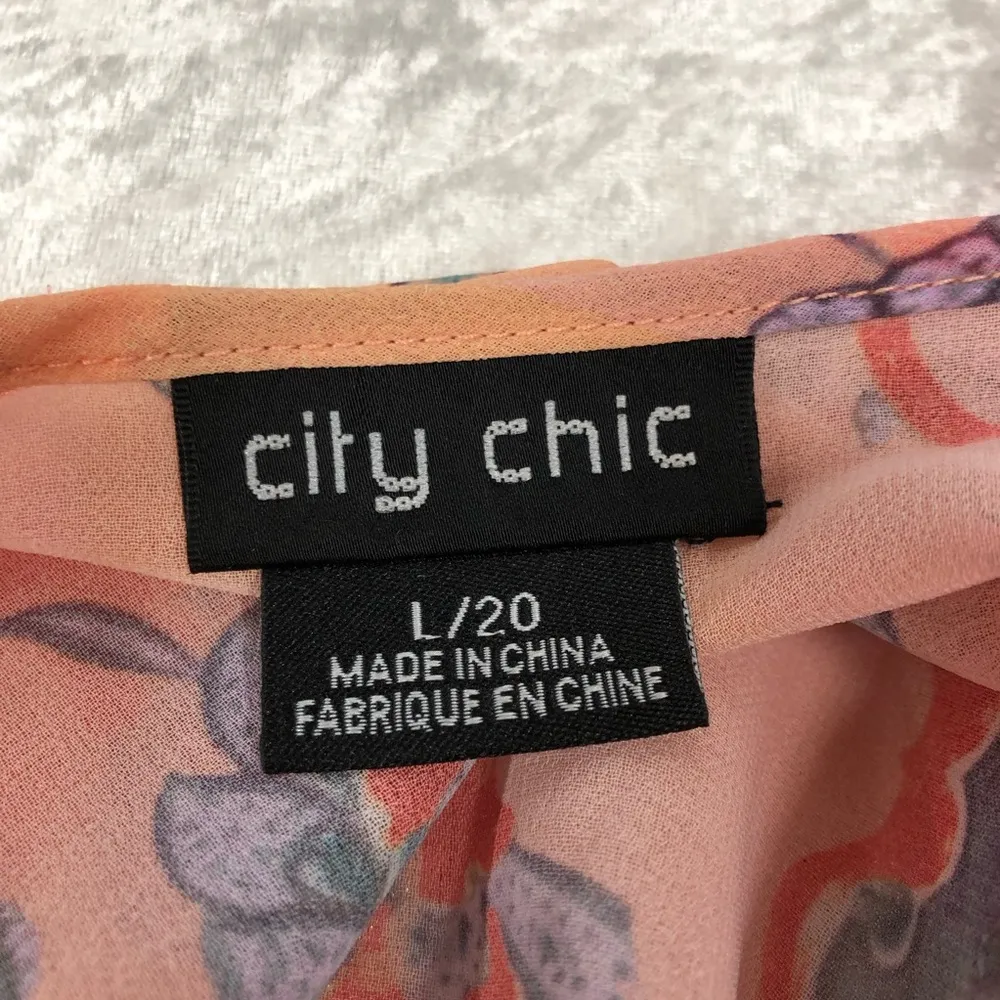 city chic
L/20
MADE IN CHINA
FABRIQUE EN CHINE